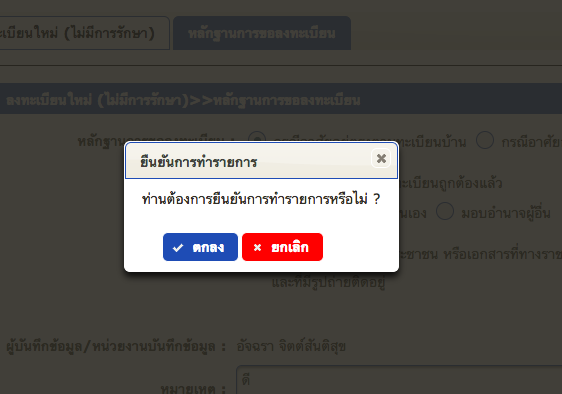 ะเบียนใหม่ (ไม่มีการรักษา) หลักฐานการขอลงทะเบียน
ลงทะเบียนใหม่ (ไม่มีการรักษา)>>หลักฐานการขอลงทะเบียน
ทะเบียนบ้าน กรณีอาศัย
ยืนยันการทำรายการ
ะเบียนถูกต้องแล้ว
ท่านต้องการยืนยันการทำรายการหรือไม่ ?
นเอง มอบอำนาจผู้อื่น
ตกลง ยกเลิก
ะชาชน หรือเอกสารที่ทางราช
และที่มีรูปถ่ายติดอยู่
ผู้บันทึกข้อมูล/หน่วยงานบันทึกข้อมูล : อัจฉรา จิตต์สันติสุข
หมายเหตุ : ดี